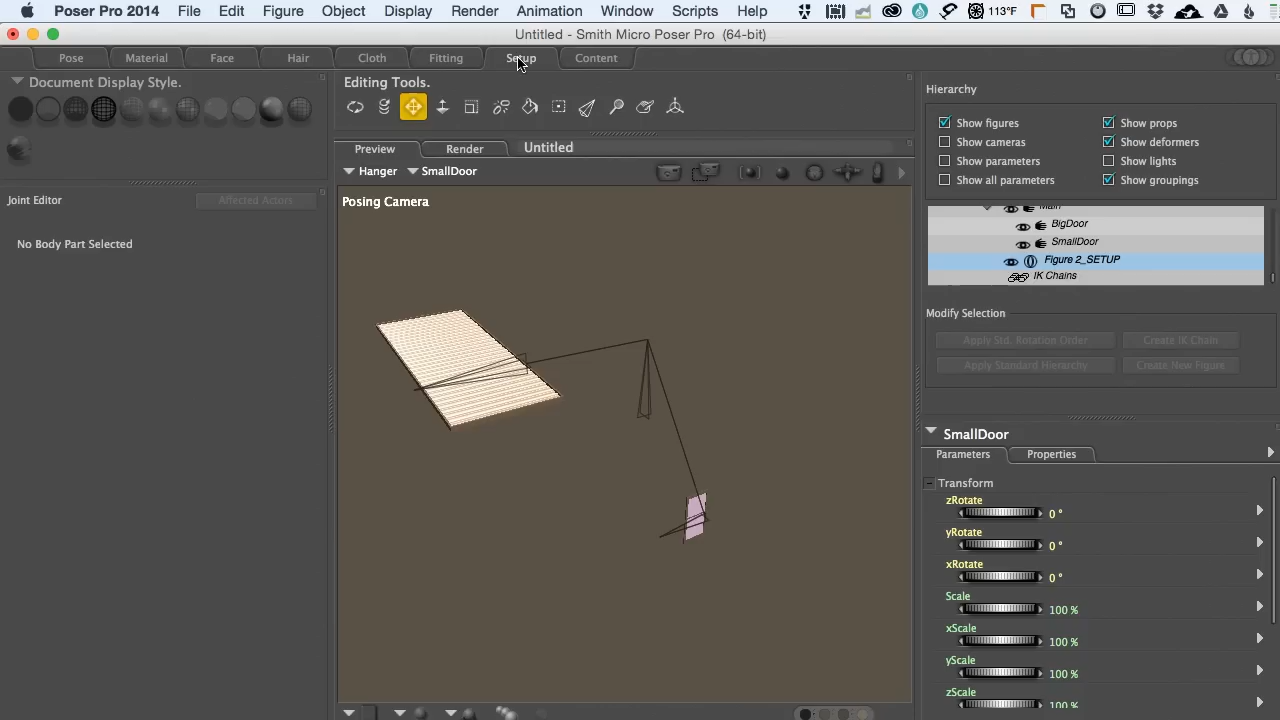 Poser Pro 2014 File Edit Figure Object Display Render Animation Window Scripts Help 113°F
Untitled - Smith Micro Poser Pro (64-bit)
Pose Material Face Hair Cloth Fitting Setup Content
Document Display Style.
Editing Tools.
Preview Render Untitled
Hanger SmallDoor
Posing Camera
Joint Editor Affected Actors
No Body Part Selected
Hierarchy
Show figures Show props
Show cameras Show deformers
Show parameters Show lights
Show all parameters Show groupings
Main
BigDoor
SmallDoor
Figure 2_SETUP
IK Chains
Modify Selection
Apply Std. Rotation Order Create IK Chain
Apply Standard Hierarchy Create New Figure
SmallDoor
Parameters Properties
Transform
zRotate
0 °
yRotate
0 °
xRotate
0 °
Scale
100 %
xScale
100 %
yScale
100 %
zScale
100 %